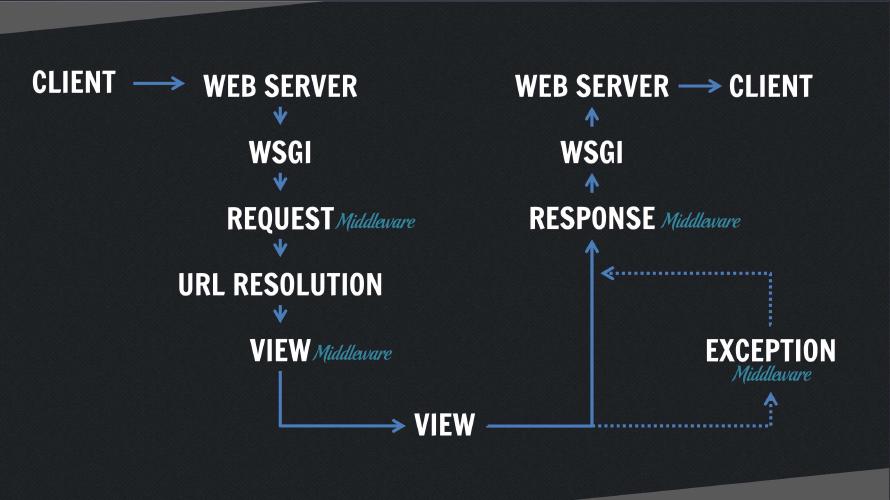 CLIENT
WEB SERVER
WSGI
REQUEST Middleware
URL RESOLUTION
VIEW Middleware
VIEW
WEB SERVER
CLIENT
WSGI
RESPONSE Middleware
EXCEPTION
Middleware